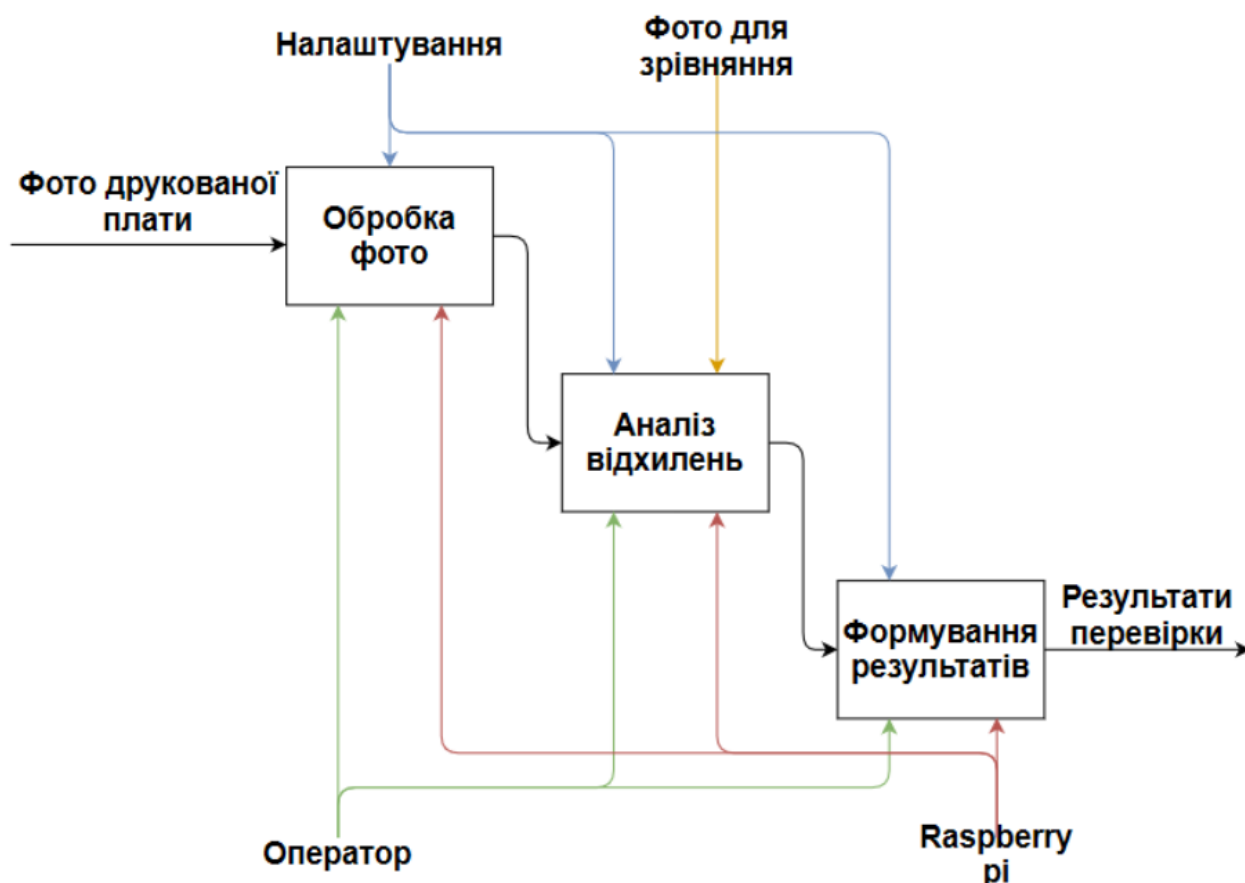 Налаштування
Фото для
зрівняння
Фото друкованої
плати
Обробка
фото
Аналіз
відхилень
Формування
результатів
Результати
перевірки
Оператор
Raspberry
pi